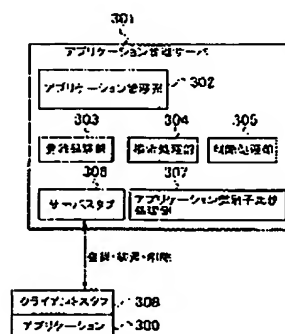 301
アプリケーション管理サーバ
アプリケーション管理部
302
303
304
305
登録処理部
検索処理部
削除処理部
306
307
サーバスタブ
アプリケーション識別子比較
処理部
登録・検索・削除
クライアントスタブ
308
アプリケーション
300